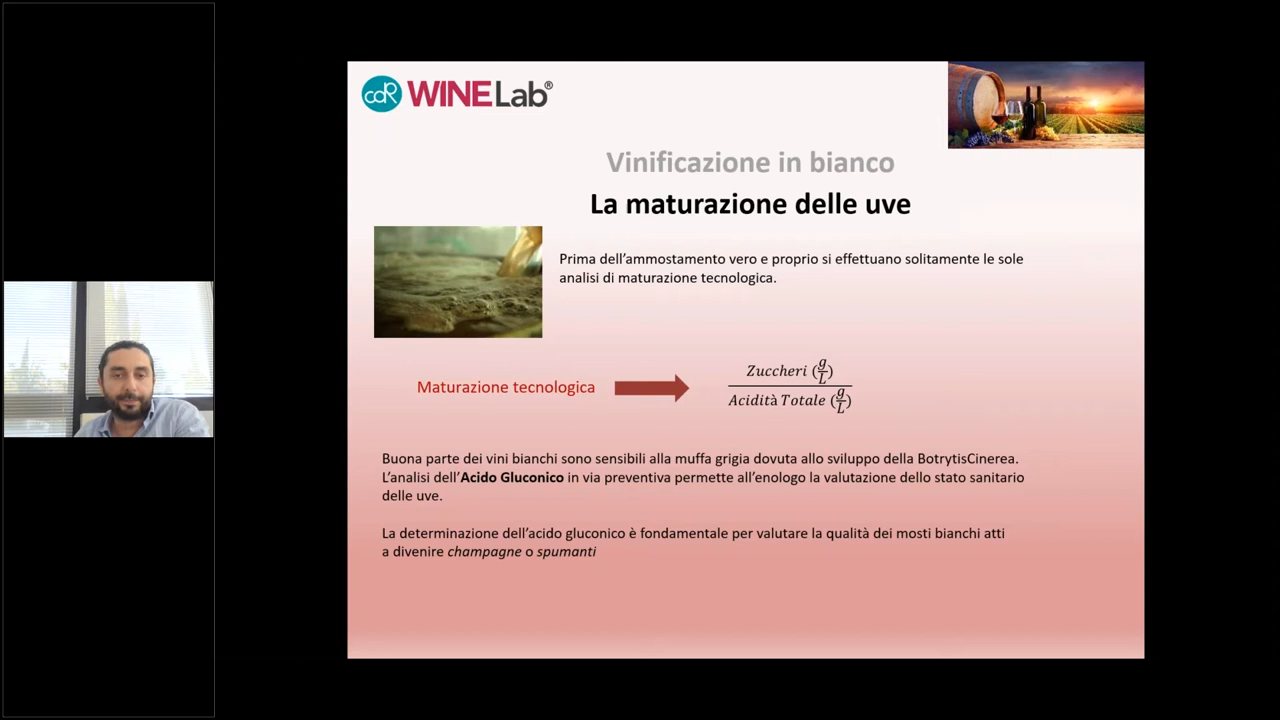 cdR WINELab®
Vinificazione in bianco
La maturazione delle uve
Prima dell’ammostamento vero e proprio si effettuano solitamente le sole
analisi di maturazione tecnologica.
Maturazione tecnologica
Zuccheri (g/L)
Acidità Totale (g/L)
Buona parte dei vini bianchi sono sensibili alla muffa grigia dovuta allo sviluppo della BotrytisCinerea.
L’analisi dell’Acido Gluconico in via preventiva permette all’enologo la valutazione dello stato sanitario
delle uve.
La determinazione dell’acido gluconico è fondamentale per valutare la qualità dei mosti bianchi atti
a divenire champagne o spumanti